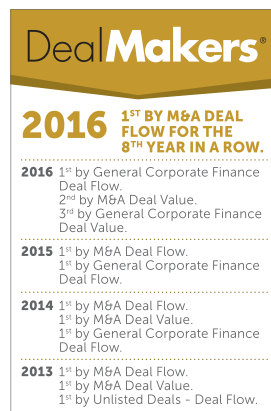 DealMakers®
2016 1ST BY M&A DEAL
FLOW FOR THE
8TH YEAR IN A ROW.
2016 1st by General Corporate Finance
Deal Flow.
2nd by M&A Deal Value.
3rd by General Corporate Finance
Deal Value.
2015 1st by M&A Deal Flow.
1st by General Corporate Finance
Deal Flow.
2014 1st by M&A Deal Flow.
1st by M&A Deal Value.
1st by General Corporate Finance
Deal Flow.
2013 1st by M&A Deal Flow.
1st by M&A Deal Value.
1st by Unlisted Deals - Deal Flow.